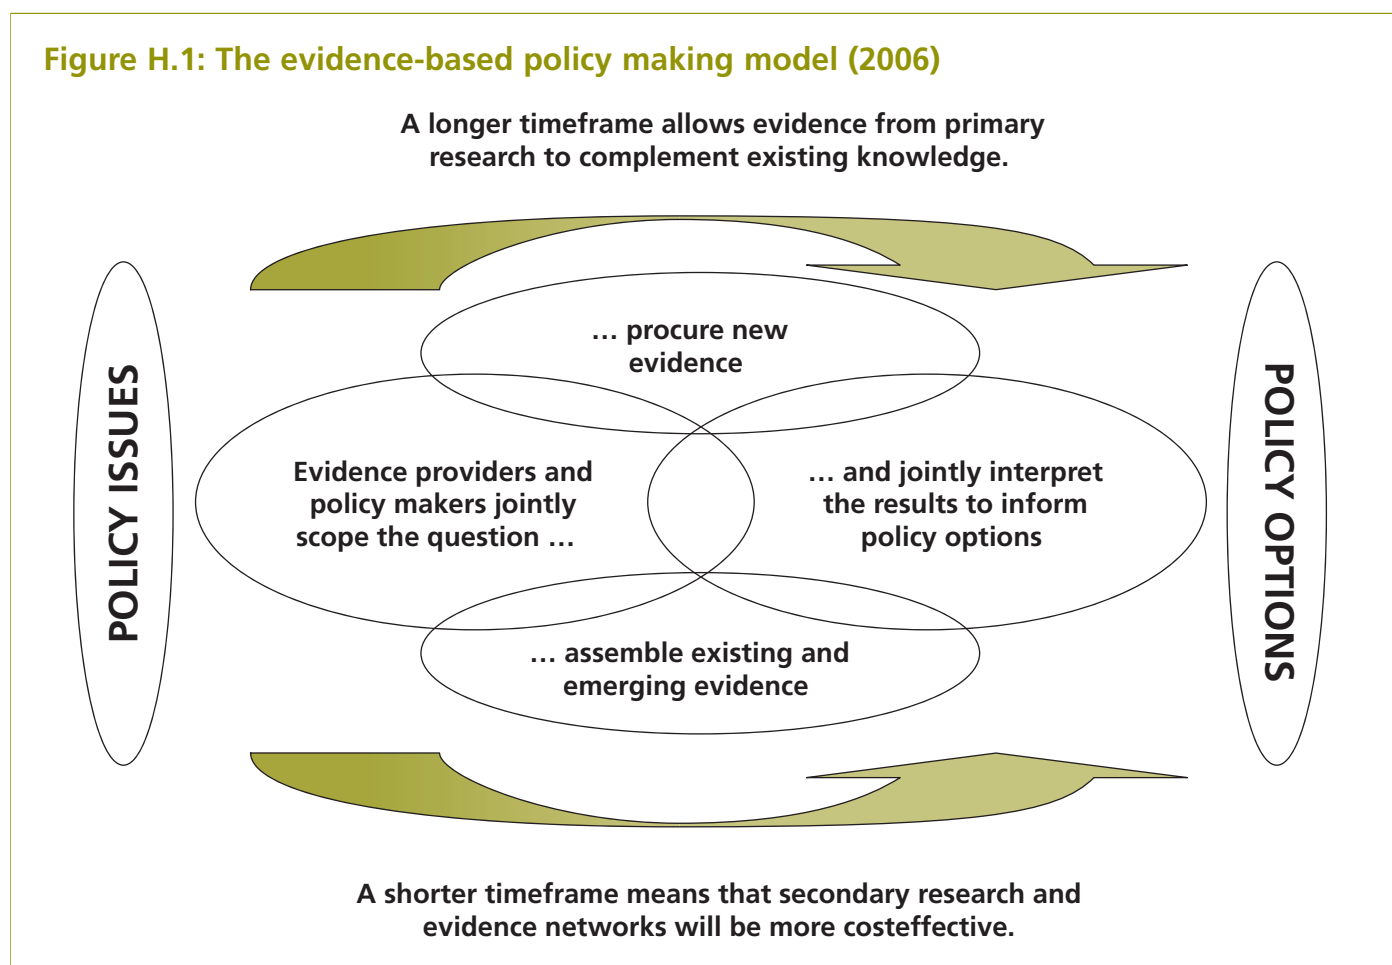 Figure H.1: The evidence-based policy making model (2006)
A longer timeframe allows evidence from primary
research to complement existing knowledge.
POLICY ISSUES
… procure new
evidence
Evidence providers and
policy makers jointly
scope the question …
… and jointly interpret
the results to inform
policy options
… assemble existing and
emerging evidence
POLICY OPTIONS
A shorter timeframe means that secondary research and
evidence networks will be more costeffective.